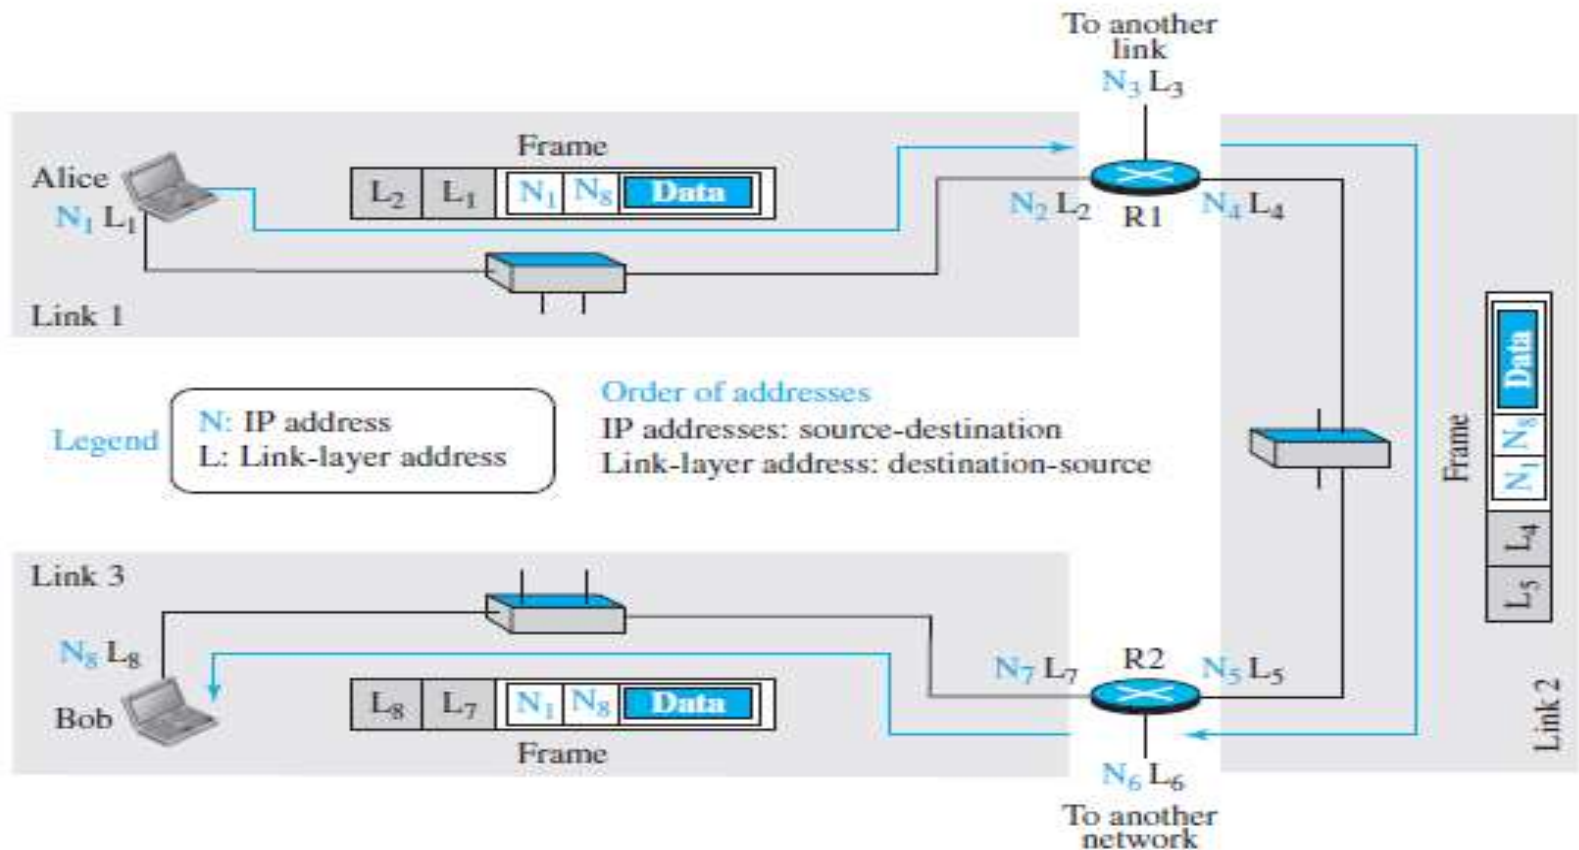 To another
link
N3 L3
Frame
Alice
L2 L1 N1 N8 Data
N1 L1
N2 L2
R1
N4 L4
Link 1
Legend
N: IP address
L: Link-layer address
Order of addresses
IP addresses: source-destination
Link-layer address: destination-source
Frame
L5 L4 N1 N8 Data
Link 2
Link 3
N8 L8
Bob
L8 L7 N1 N8 Data
Frame
N7 L7
R2
N5 L5
N6 L6
To another
network